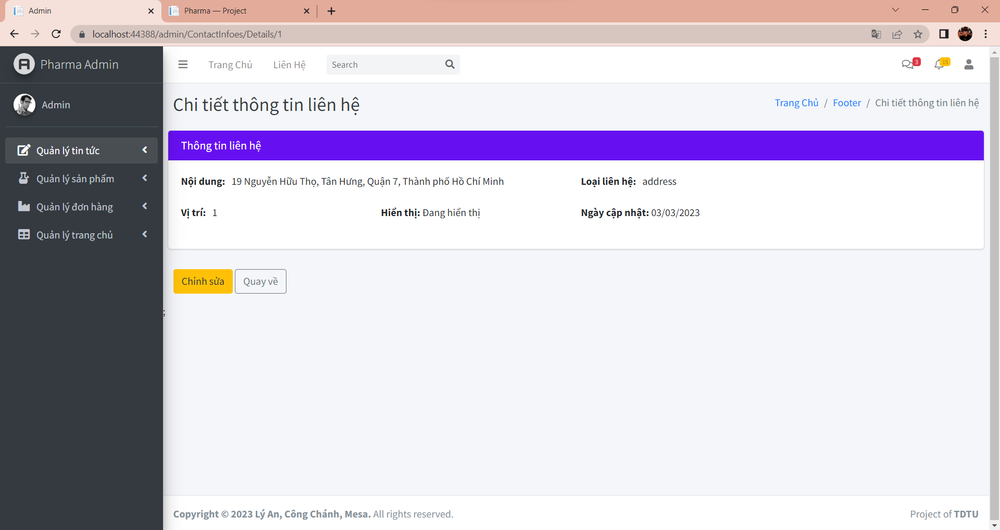 Admin
Pharma — Project
localhost:44388/admin/ContactInfoes/Details/1
Pharma Admin
Trang Chủ
Liên Hệ
Search
3
15
Admin
Chi tiết thông tin liên hệ
Trang Chủ / Footer / Chi tiết thông tin liên hệ
Quản lý tin tức
Quản lý sản phẩm
Quản lý đơn hàng
Quản lý trang chủ
Thông tin liên hệ
Nội dung: 19 Nguyễn Hữu Thọ, Tân Hưng, Quận 7, Thành phố Hồ Chí Minh
Loại liên hệ: address
Vị trí: 1
Hiển thị: Đang hiển thị
Ngày cập nhật: 03/03/2023
Chỉnh sửa
Quay về
;
Copyright © 2023 Lý An, Công Chánh, Mesa. All rights reserved.
Project of TDTU